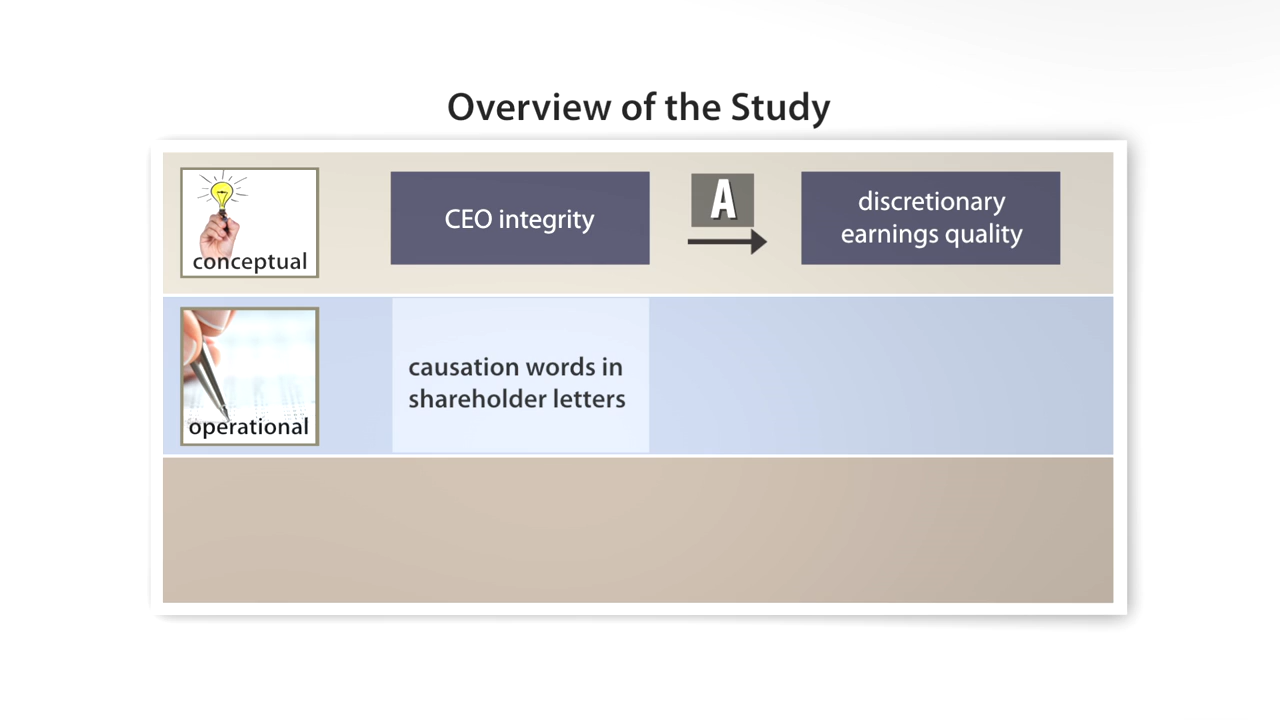 Overview of the Study
conceptual
CEO integrity
A
discretionary
earnings quality
operational
causation words in
shareholder letters